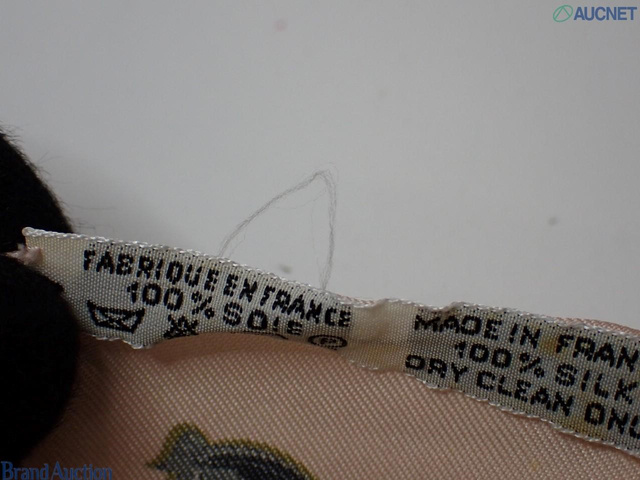 AUCNET
FABRIQUE EN FRANCE
100% SOIE
P
MADE IN FRAN
100% SILK
DRY CLEAN ONL
Brand Auction